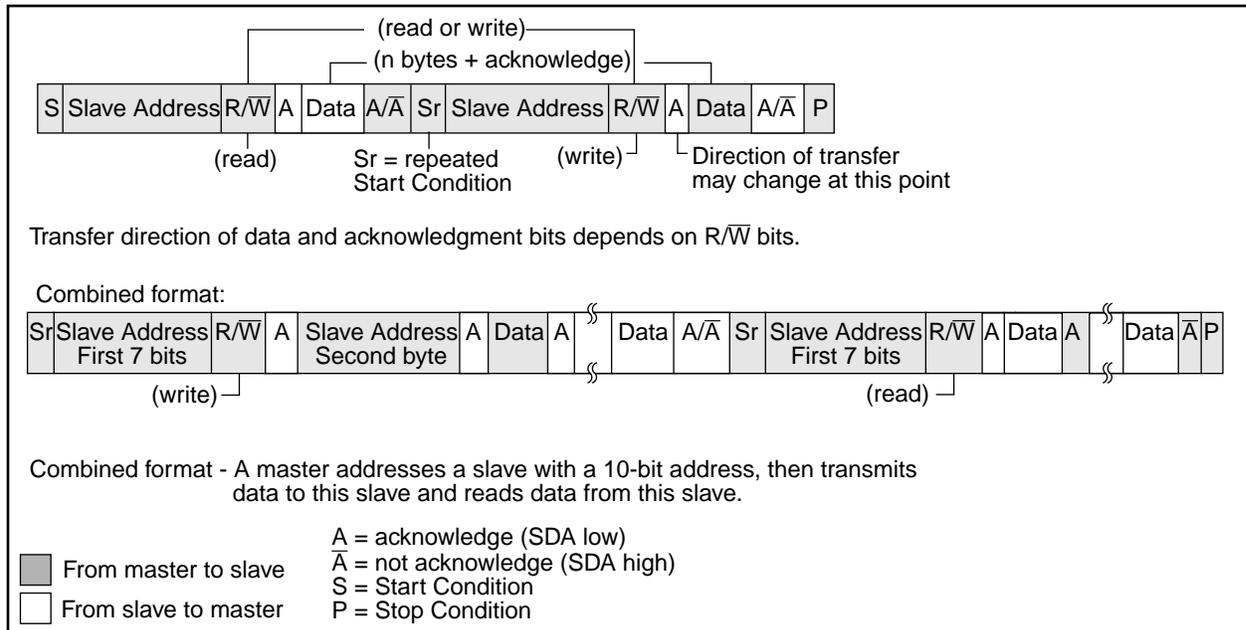 (read or write)
(n bytes + acknowledge)
S Slave Address R/W̅ A Data A/A̅ Sr Slave Address R/W̅ A Data A/A̅ P
(read) Sr = repeated (write) Direction of transfer
Start Condition may change at this point
Transfer direction of data and acknowledgment bits depends on R/W̅ bits.
Combined format:
Sr Slave Address R/W̅ A Slave Address A Data A Data A/A̅ Sr Slave Address R/W̅ A Data A Data A̅ P
First 7 bits Second byte First 7 bits
(write) (read)
Combined format - A master addresses a slave with a 10-bit address, then transmits
data to this slave and reads data from this slave.
A = acknowledge (SDA low)
A̅ = not acknowledge (SDA high)
S = Start Condition
P = Stop Condition
From master to slave
From slave to master